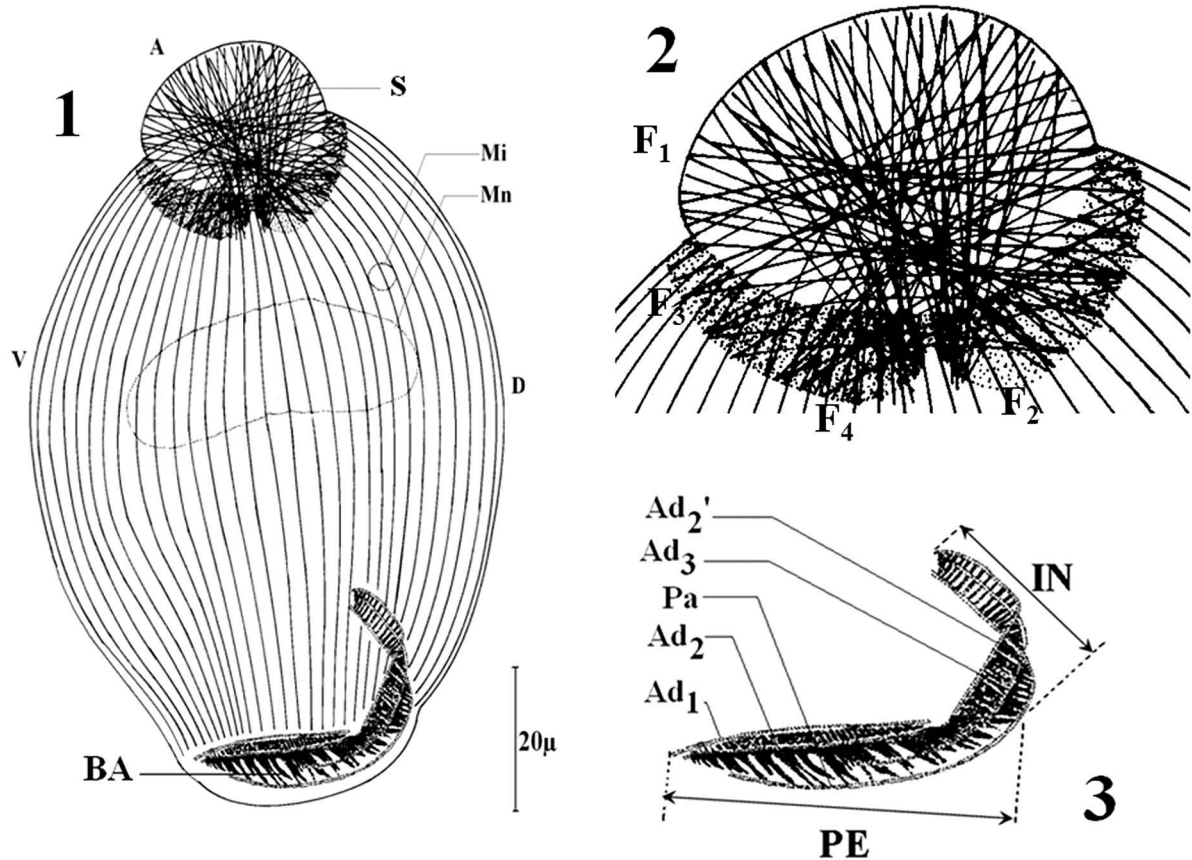 1
A
S
Mi
Mn
V
D
BA
20µ
2
F₁
F₃
F₄
F₂
3
Ad₂'
Ad₃
Pa
Ad₂
Ad₁
IN
PE